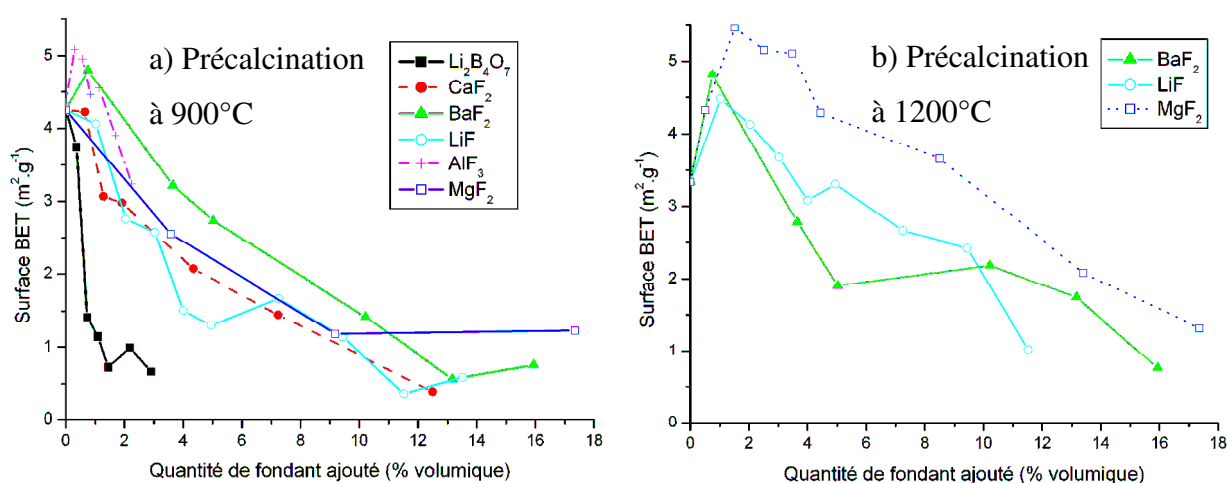 a) Précalcination
à 900°C
Li2B4O7
CaF2
BaF2
LiF
AlF3
MgF2
Surface BET (m².g⁻¹)
5
4
3
2
1
0
0 2 4 6 8 10 12 14 16 18
Quantité de fondant ajouté (% volumique)
b) Précalcination
à 1200°C
BaF2
LiF
MgF2
Surface BET (m².g⁻¹)
5
4
3
2
1
0
0 2 4 6 8 10 12 14 16 18
Quantité de fondant ajouté (% volumique)